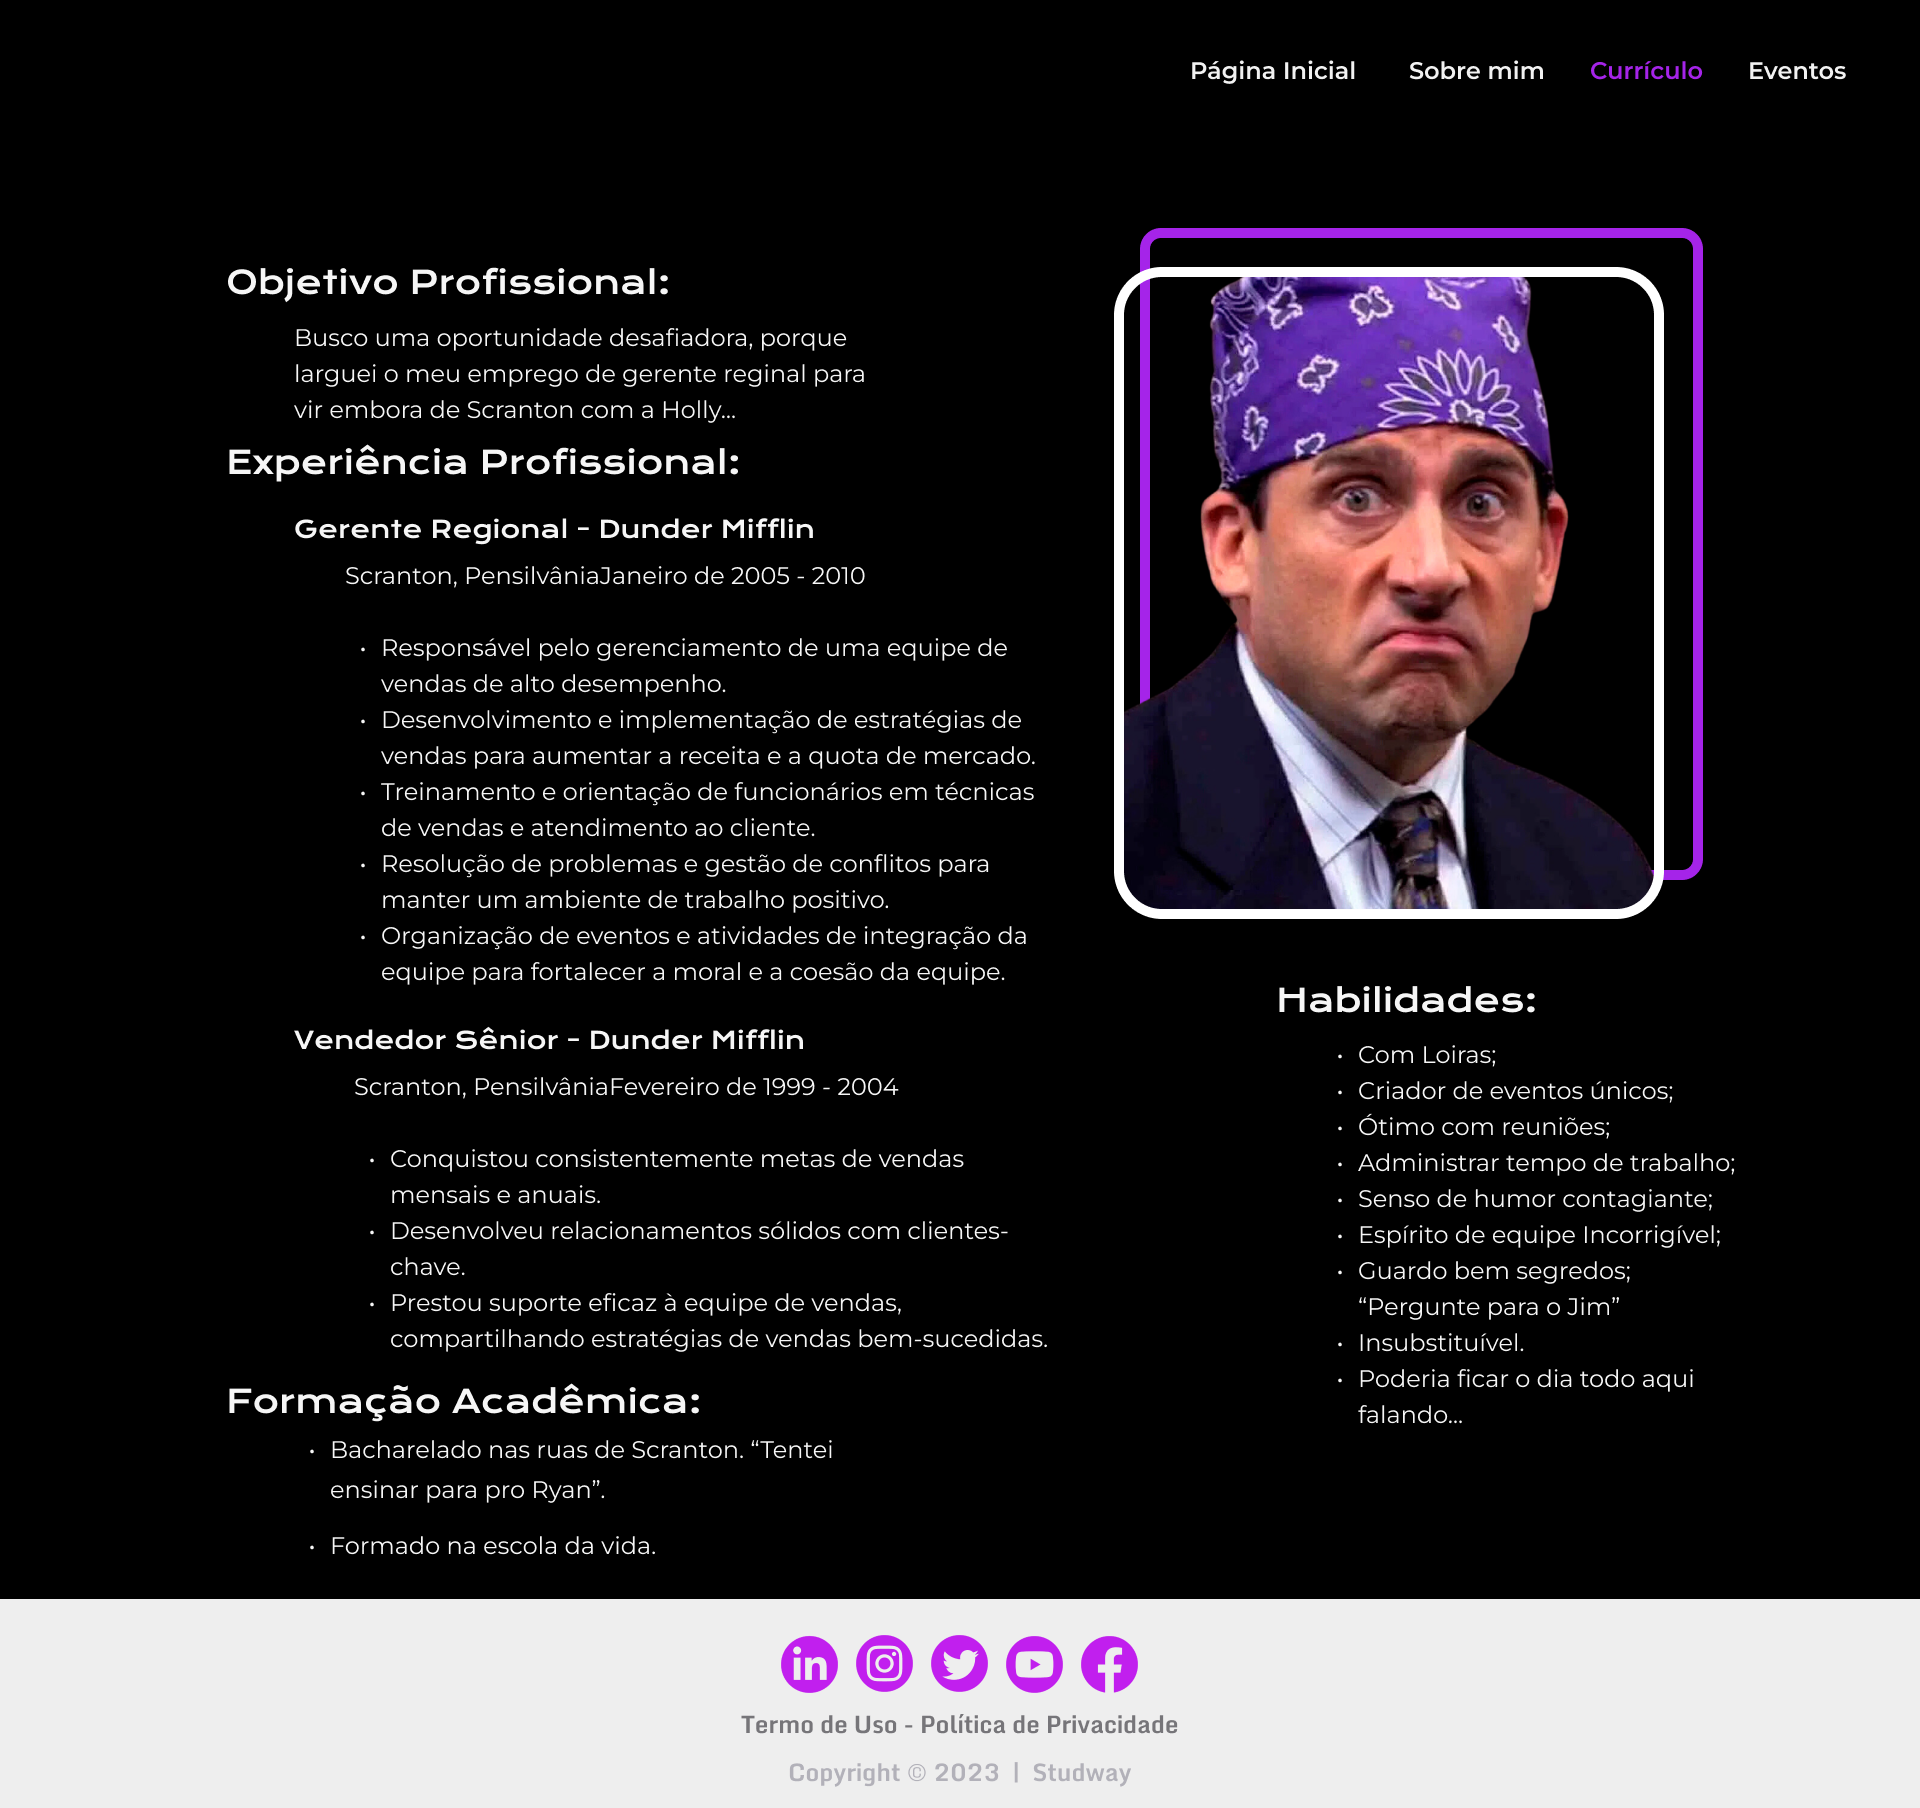 Página Inicial Sobre mim Currículo Eventos
Objetivo Profissional:
Busco uma oportunidade desafiadora, porque
larguei o meu emprego de gerente reginal para
vir embora de Scranton com a Holly...
Experiência Profissional:
Gerente Regional - Dunder Mifflin
Scranton, PensilvâniaJaneiro de 2005 - 2010
• Responsável pelo gerenciamento de uma equipe de
vendas de alto desempenho.
• Desenvolvimento e implementação de estratégias de
vendas para aumentar a receita e a quota de mercado.
• Treinamento e orientação de funcionários em técnicas
de vendas e atendimento ao cliente.
• Resolução de problemas e gestão de conflitos para
manter um ambiente de trabalho positivo.
• Organização de eventos e atividades de integração da
equipe para fortalecer a moral e a coesão da equipe.
Vendedor Sênior - Dunder Mifflin
Scranton, PensilvâniaFevereiro de 1999 - 2004
• Conquistou consistentemente metas de vendas
mensais e anuais.
• Desenvolveu relacionamentos sólidos com clientes-
chave.
• Prestou suporte eficaz à equipe de vendas,
compartilhando estratégias de vendas bem-sucedidas.
Formação Acadêmica:
• Bacharelado nas ruas de Scranton. “Tentei
ensinar para pro Ryan”.
• Formado na escola da vida.
Habilidades:
• Com Loiras;
• Criador de eventos únicos;
• Ótimo com reuniões;
• Administrar tempo de trabalho;
• Senso de humor contagiante;
• Espírito de equipe Incorrigível;
• Guardo bem segredos;
“Pergunte para o Jim”
• Insubstituível.
• Poderia ficar o dia todo aqui
falando...
Termo de Uso - Política de Privacidade
Copyright © 2023 | Studway